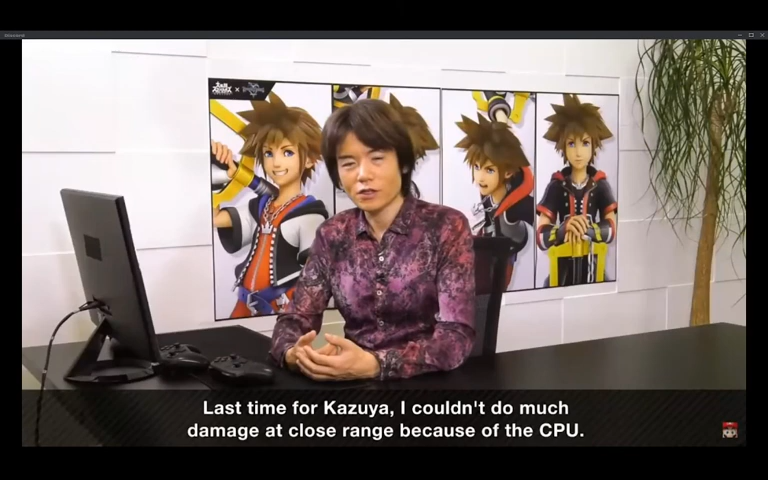 Last time for Kazuya, I couldn't do much
damage at close range because of the CPU.